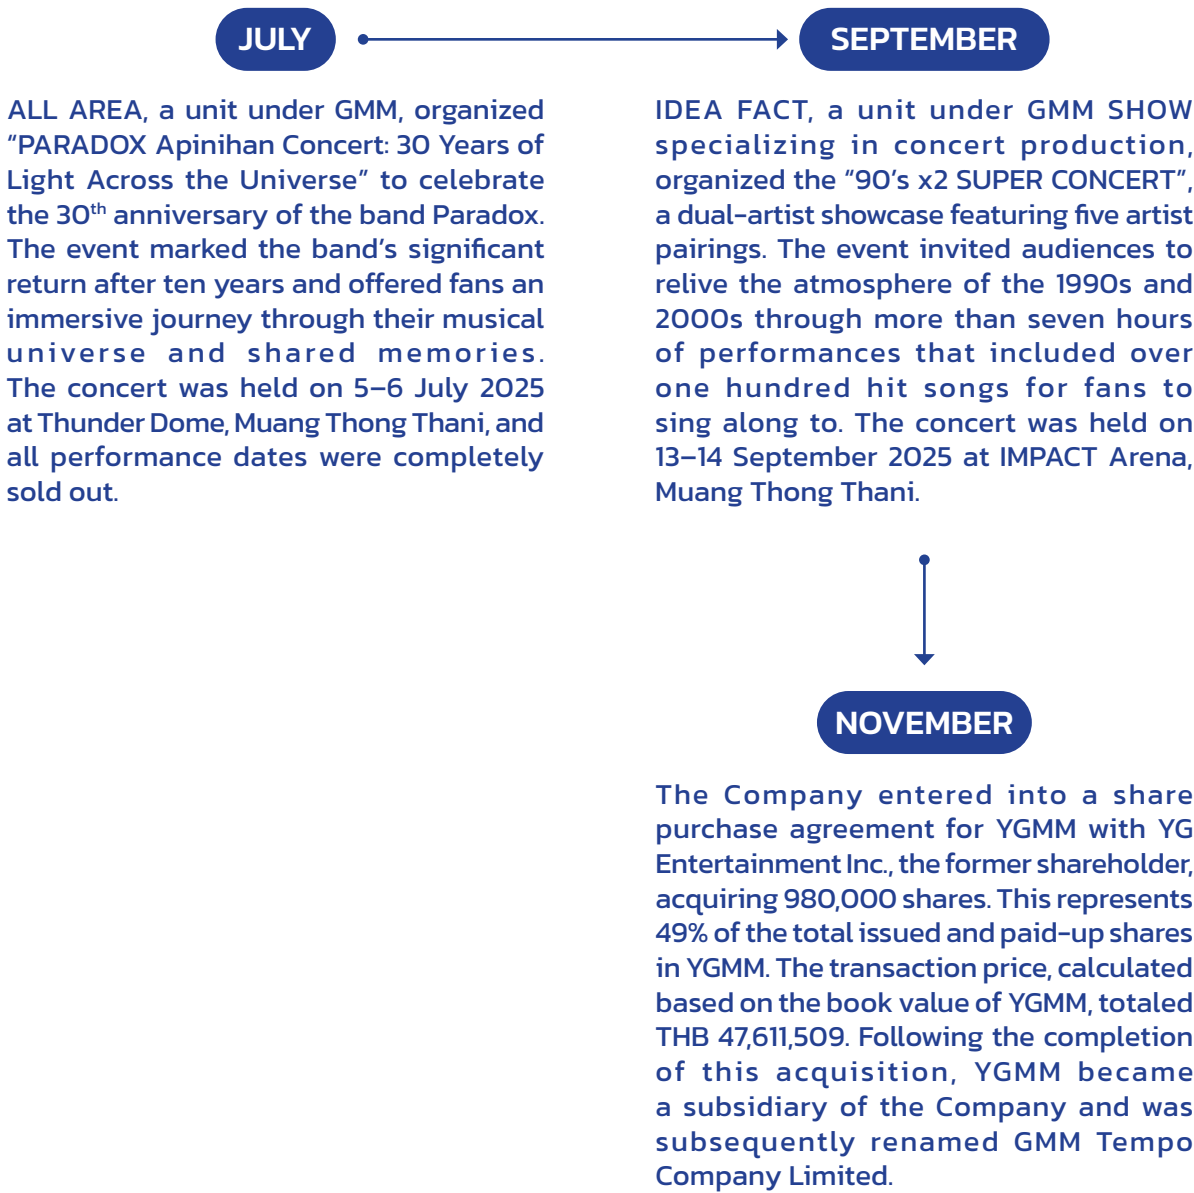 JULY
ALL AREA, a unit under GMM, organized
“PARADOX Apinihan Concert: 30 Years of
Light Across the Universe” to celebrate
the 30th anniversary of the band Paradox.
The event marked the band’s significant
return after ten years and offered fans an
immersive journey through their musical
universe and shared memories.
The concert was held on 5–6 July 2025
at Thunder Dome, Muang Thong Thani, and
all performance dates were completely
sold out.
SEPTEMBER
IDEA FACT, a unit under GMM SHOW
specializing in concert production,
organized the “90’s x2 SUPER CONCERT”,
a dual-artist showcase featuring five artist
pairings. The event invited audiences to
relive the atmosphere of the 1990s and
2000s through more than seven hours
of performances that included over
one hundred hit songs for fans to
sing along to. The concert was held on
13–14 September 2025 at IMPACT Arena,
Muang Thong Thani.
NOVEMBER
The Company entered into a share
purchase agreement for YGMM with YG
Entertainment Inc., the former shareholder,
acquiring 980,000 shares. This represents
49% of the total issued and paid-up shares
in YGMM. The transaction price, calculated
based on the book value of YGMM, totaled
THB 47,611,509. Following the completion
of this acquisition, YGMM became
a subsidiary of the Company and was
subsequently renamed GMM Tempo
Company Limited.